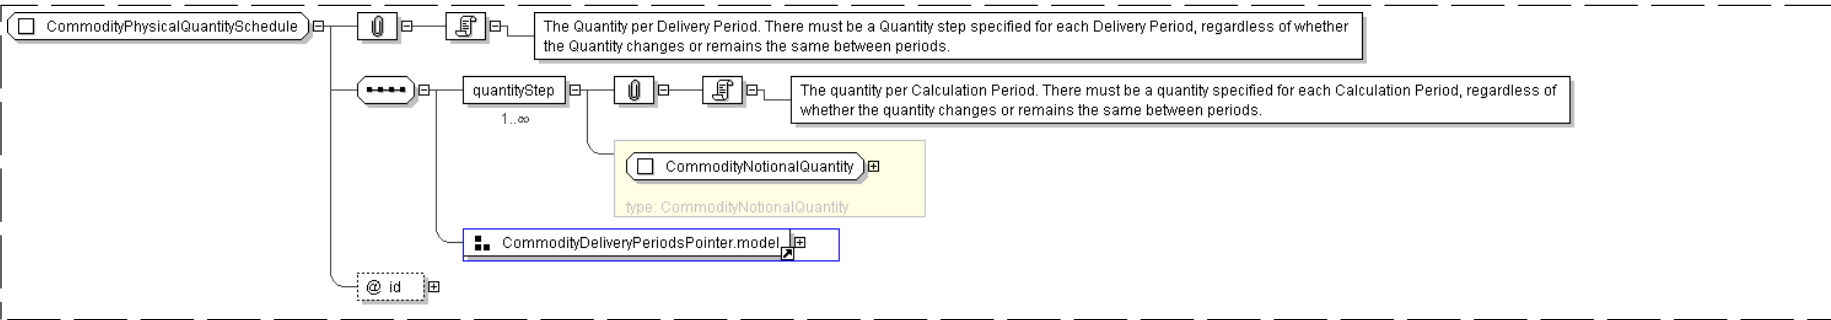 CommodityPhysicalQuantitySchedule
The Quantity per Delivery Period. There must be a Quantity step specified for each Delivery Period, regardless of whether
the Quantity changes or remains the same between periods.
quantityStep
1..∞
The quantity per Calculation Period. There must be a quantity specified for each Calculation Period, regardless of
whether the quantity changes or remains the same between periods.
CommodityNotionalQuantity
type: CommodityNotionalQuantity
CommodityDeliveryPeriodsPointer.model
@ id